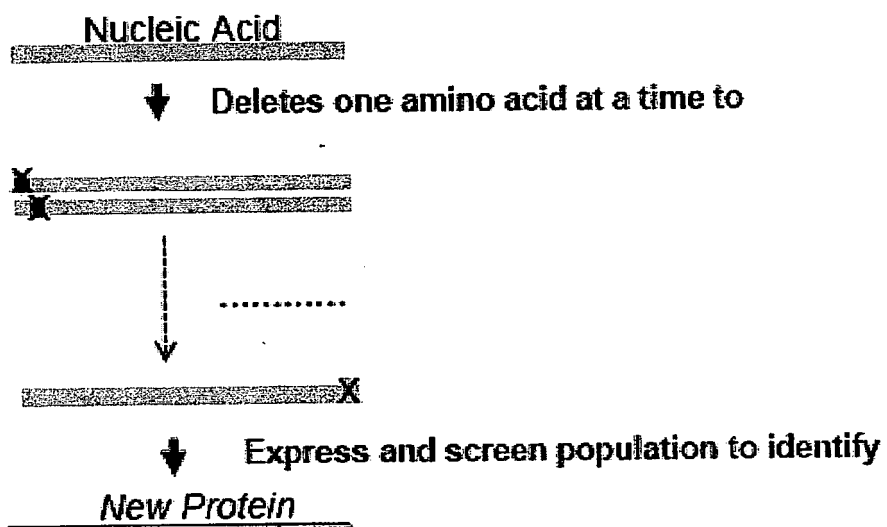 Nucleic Acid
Deletes one amino acid at a time to
X
X
X
Express and screen population to identify
New Protein